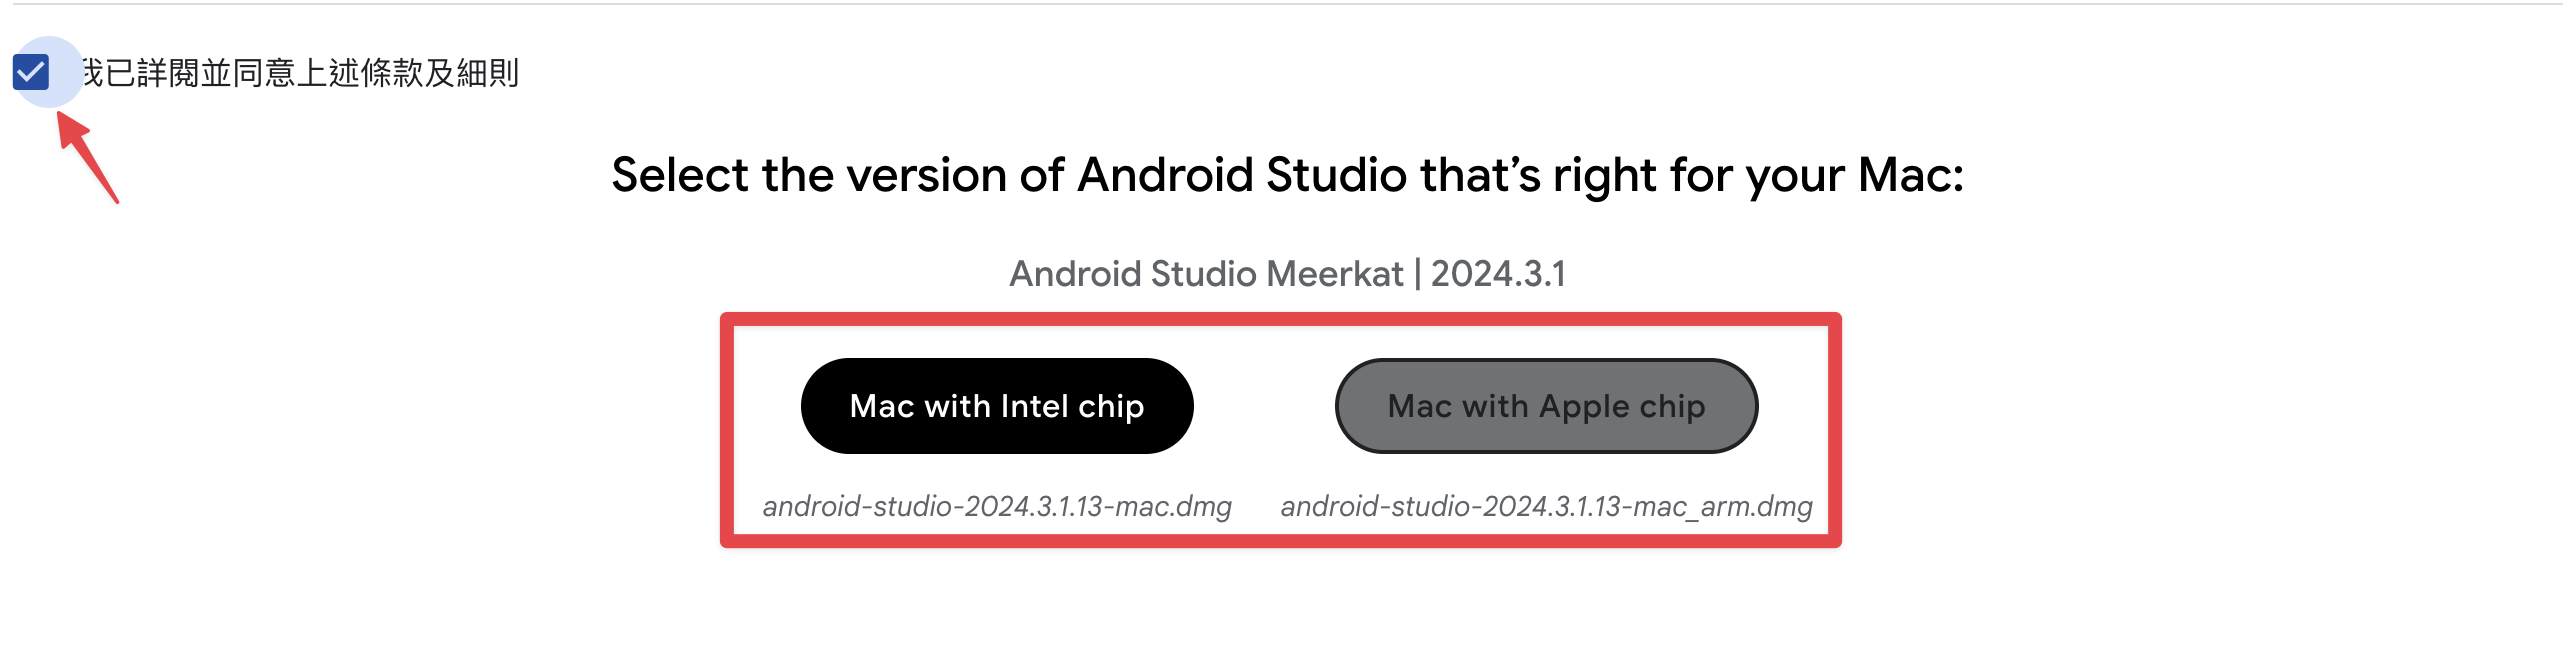 我已詳閱並同意上述條款及細則
Select the version of Android Studio that’s right for your Mac:
Android Studio Meerkat | 2024.3.1
Mac with Intel chip
Mac with Apple chip
android-studio-2024.3.1.13-mac.dmg
android-studio-2024.3.1.13-mac_arm.dmg